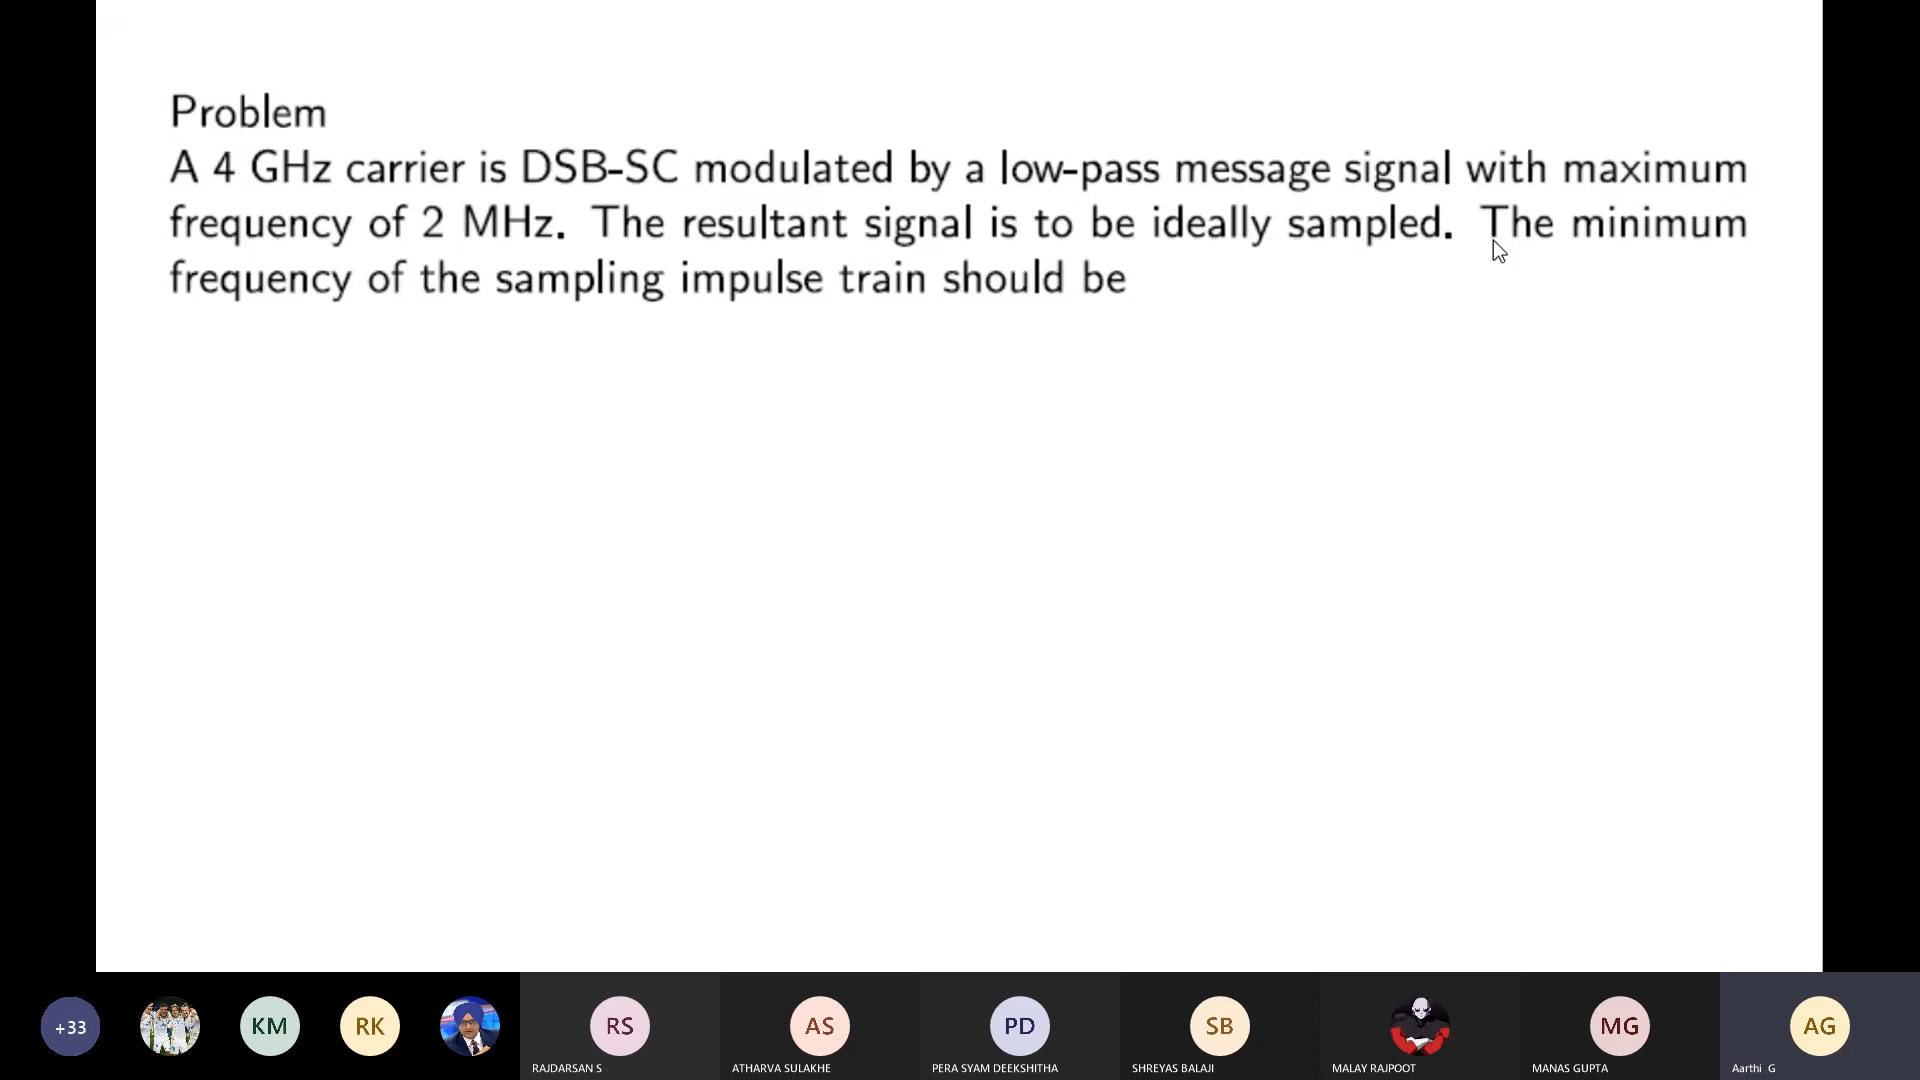 Problem
A 4 GHz carrier is DSB-SC modulated by a low-pass message signal with maximum
frequency of 2 MHz. The resultant signal is to be ideally sampled. The minimum
frequency of the sampling impulse train should be
+33
KM
RK
RS
AS
PD
SB
MG
AG
RAJDARSAN S
ATHARVA SULAKHE
PERA SYAM DEEKSHITHA
SHREYAS BALAJI
MALAY RAJPOOT
MANAS GUPTA
Aarthi G